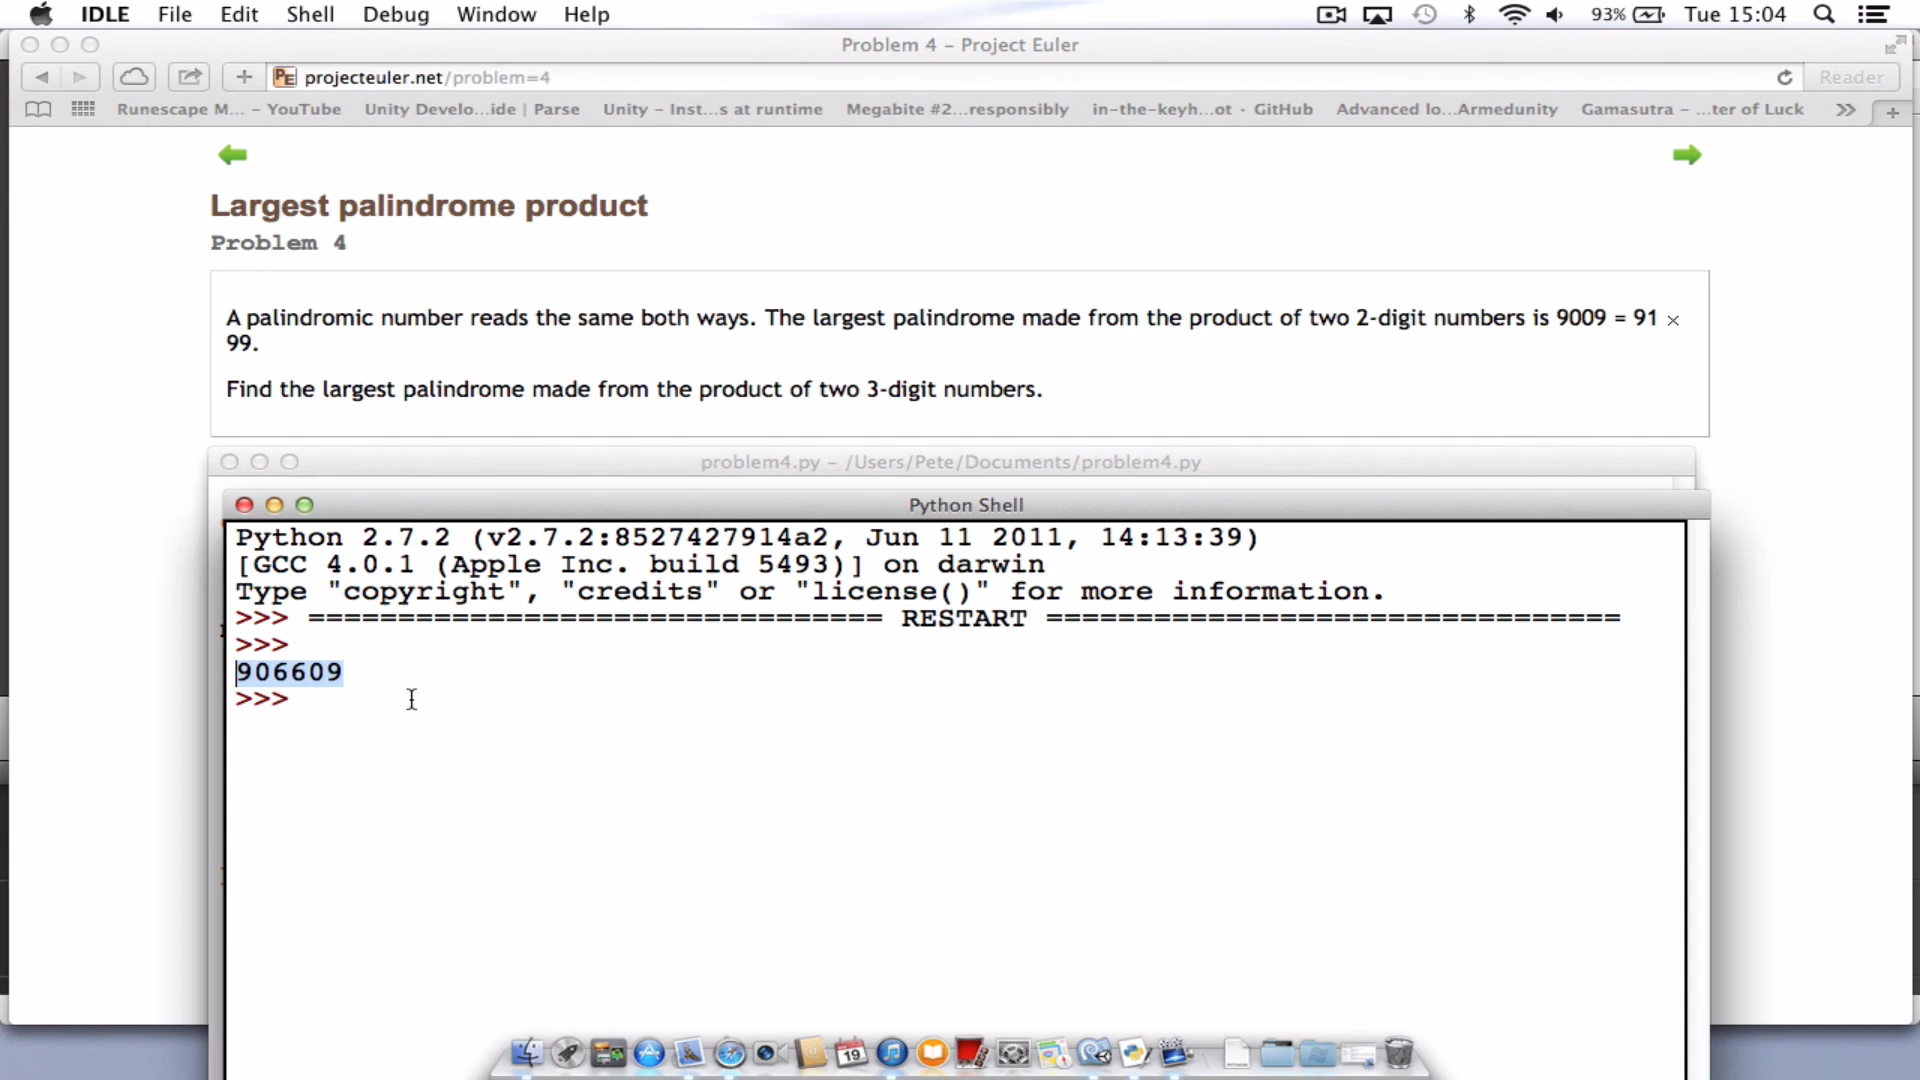 IDLE File Edit Shell Debug Window Help 93% Tue 15:04
Problem 4 – Project Euler
PE projecteuler.net/problem=4 Reader
Runescape M... – YouTube Unity Develo...ide | Parse Unity – Inst...s at runtime Megabite #2...responsibly in-the-keyh...ot · GitHub Advanced lo...Armedunity Gamasutra – ...ter of Luck
Largest palindrome product
Problem 4
A palindromic number reads the same both ways. The largest palindrome made from the product of two 2-digit numbers is 9009 = 91 ×
99.
Find the largest palindrome made from the product of two 3-digit numbers.
problem4.py – /Users/Pete/Documents/problem4.py
Python Shell
Python 2.7.2 (v2.7.2:8527427914a2, Jun 11 2011, 14:13:39)
[GCC 4.0.1 (Apple Inc. build 5493)] on darwin
Type "copyright", "credits" or "license()" for more information.
>>> ================================ RESTART ================================
>>>
906609
>>>
19